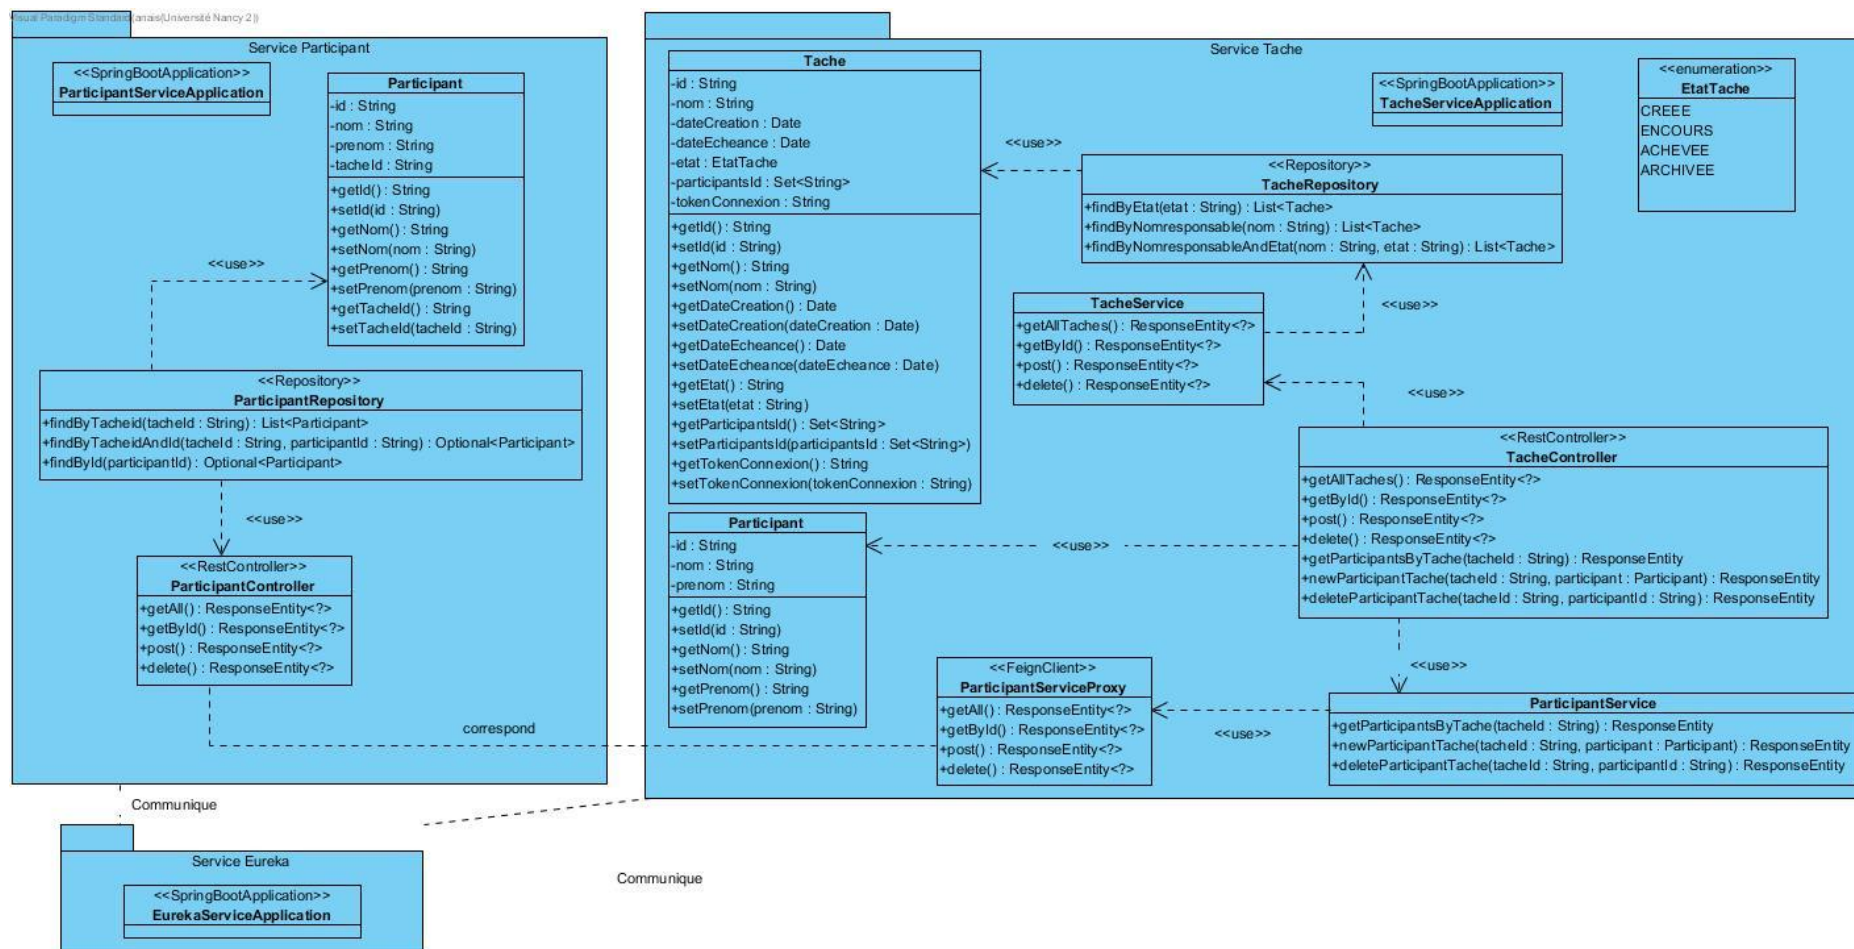 Visual Paradigm Standard(anais(Université Nancy 2))
Service Participant
<<SpringBootApplication>>
ParticipantServiceApplication
Participant
-id : String
-nom : String
-prenom : String
-tacheId : String
+getId() : String
+setId(id : String)
+getNom() : String
+setNom(nom : String)
+getPrenom() : String
+setPrenom(prenom : String)
+getTacheId() : String
+setTacheId(tacheId : String)
<<use>>
<<Repository>>
ParticipantRepository
+findByTacheid(tacheId : String) : List<Participant>
+findByTacheidAndId(tacheId : String, participantId : String) : Optional<Participant>
+findById(participantId) : Optional<Participant>
<<use>>
<<RestController>>
ParticipantController
+getAll() : ResponseEntity<?>
+getById() : ResponseEntity<?>
+post() : ResponseEntity<?>
+delete() : ResponseEntity<?>
correspond
Communique
Service Eureka
<<SpringBootApplication>>
EurekaServiceApplication
Communique
Service Tache
Tache
-id : String
-nom : String
-dateCreation : Date
-dateEcheance : Date
-etat : EtatTache
-participantsId : Set<String>
-tokenConnexion : String
+getId() : String
+setId(id : String)
+getNom() : String
+setNom(nom : String)
+getDateCreation() : Date
+setDateCreation(dateCreation : Date)
+getDateEcheance() : Date
+setDateEcheance(dateEcheance : Date)
+getEtat() : String
+setEtat(etat : String)
+getParticipantsId() : Set<String>
+setParticipantsId(participantsId : Set<String>)
+getTokenConnexion() : String
+setTokenConnexion(tokenConnexion : String)
<<use>>
<<SpringBootApplication>>
TacheServiceApplication
<<enumeration>>
EtatTache
CREEE
ENCOURS
ACHEVEE
ARCHIVEE
<<Repository>>
TacheRepository
+findByEtat(etat : String) : List<Tache>
+findByNomresponsable(nom : String) : List<Tache>
+findByNomresponsableAndEtat(nom : String, etat : String) : List<Tache>
<<use>>
TacheService
+getAllTaches() : ResponseEntity<?>
+getById() : ResponseEntity<?>
+post() : ResponseEntity<?>
+delete() : ResponseEntity<?>
<<use>>
<<RestController>>
TacheController
+getAllTaches() : ResponseEntity<?>
+getById() : ResponseEntity<?>
+post() : ResponseEntity<?>
+delete() : ResponseEntity<?>
+getParticipantsByTache(tacheId : String) : ResponseEntity
+newParticipantTache(tacheId : String, participant : Participant) : ResponseEntity
+deleteParticipantTache(tacheId : String, participantId : String) : ResponseEntity
<<use>>
Participant
-id : String
-nom : String
-prenom : String
+getId() : String
+setId(id : String)
+getNom() : String
+setNom(nom : String)
+getPrenom() : String
+setPrenom(prenom : String)
<<use>>
<<FeignClient>>
ParticipantServiceProxy
+getAll() : ResponseEntity<?>
+getById() : ResponseEntity<?>
+post() : ResponseEntity<?>
+delete() : ResponseEntity<?>
<<use>>
ParticipantService
+getParticipantsByTache(tacheId : String) : ResponseEntity
+newParticipantTache(tacheId : String, participant : Participant) : ResponseEntity
+deleteParticipantTache(tacheId : String, participantId : String) : ResponseEntity